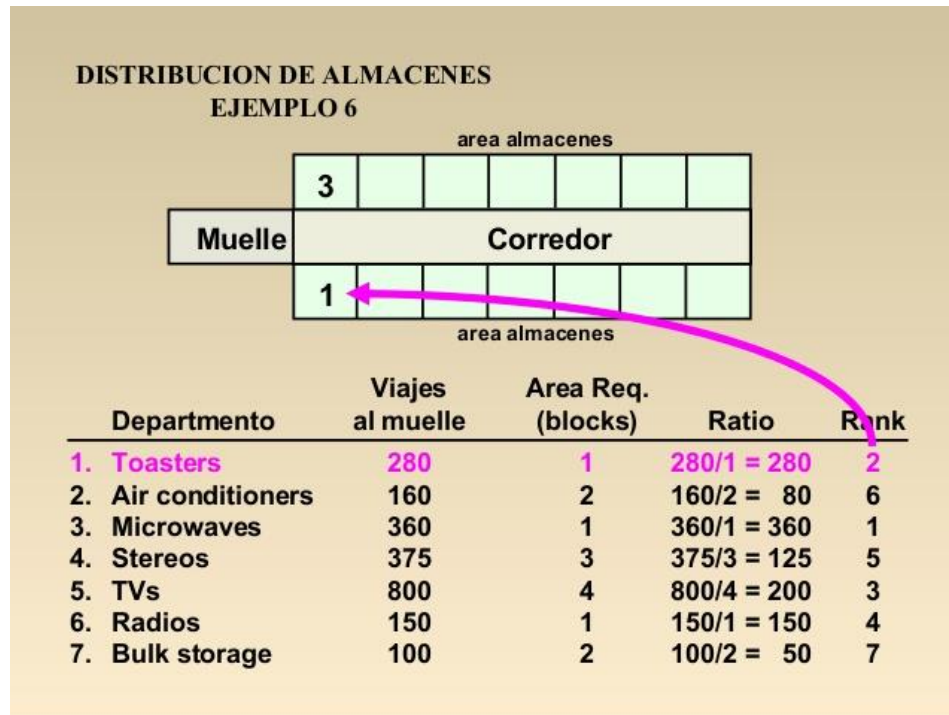 DISTRIBUCION DE ALMACENES
EJEMPLO 6
area almacenes
3
Muelle Corredor
1
area almacenes
Viajes Area Req.
Departmento al muelle (blocks) Ratio Rank
1. Toasters 280 1 280/1 = 280 2
2. Air conditioners 160 2 160/2 = 80 6
3. Microwaves 360 1 360/1 = 360 1
4. Stereos 375 3 375/3 = 125 5
5. TVs 800 4 800/4 = 200 3
6. Radios 150 1 150/1 = 150 4
7. Bulk storage 100 2 100/2 = 50 7